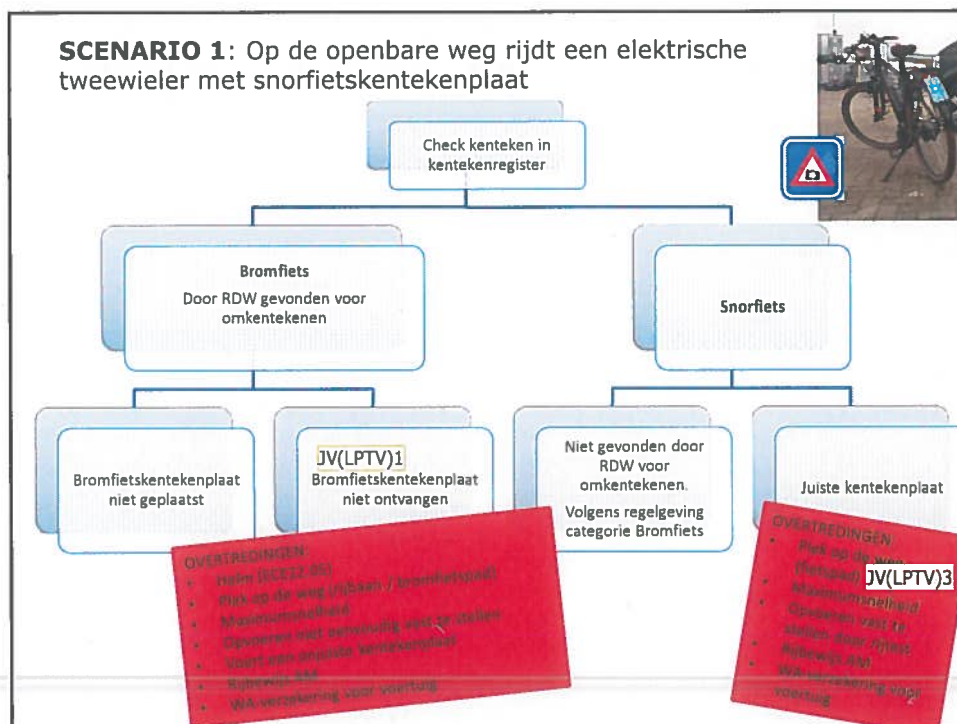 SCENARIO 1: Op de openbare weg rijdt een elektrische
tweewieler met snorfietskentekenplaat
Check kenteken in
kentekenregister
Bromfiets
Door RDW gevonden voor
omkentekenen
Snorfiets
Bromfietskentekenplaat
niet geplaatst
JV(LPTV)1
Bromfietskentekenplaat
niet ontvangen
Niet gevonden door
RDW voor
omkentekenen.
Volgens regelgeving
categorie Bromfiets
Juiste kentekenplaat
OVERTREDINGEN:
• Helm (ECE22.05)
• Plek op de weg (rijbaan / bromfietspad)
• Maximumsnelheid
• Opvoeren niet eenvoudig vast te stellen
• Voert een onjuiste kentekenplaat
• Rijbewijs AM
• WA-verzekering voor voertuig
OVERTREDINGEN:
• Plek op de weg
(fietspad) JV(LPTV)3
• Maximumsnelheid
• Opvoeren vast te
stellen door rijtest
• Rijbewijs AM
• WA-verzekering voor
voertuig
2